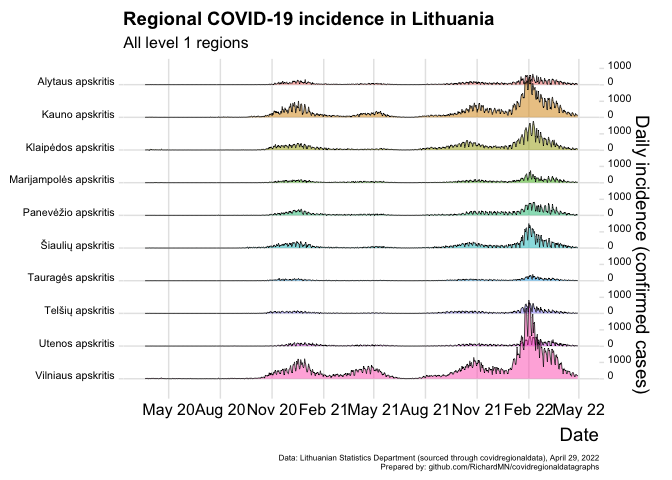 Regional COVID-19 incidence in Lithuania
All level 1 regions
Alytaus apskritis
Kauno apskritis
Klaipėdos apskritis
Marijampolės apskritis
Panevėžio apskritis
Šiaulių apskritis
Tauragės apskritis
Telšių apskritis
Utenos apskritis
Vilniaus apskritis
1000
0
1000
0
1000
0
1000
0
1000
0
1000
0
1000
0
1000
0
1000
0
1000
0
Daily incidence (confirmed cases)
May 20 Aug 20 Nov 20 Feb 21 May 21 Aug 21 Nov 21 Feb 22 May 22
Date
Data: Lithuanian Statistics Department (sourced through covidregionaldata), April 29, 2022
Prepared by: github.com/RichardMN/covidregionaldatagraphs